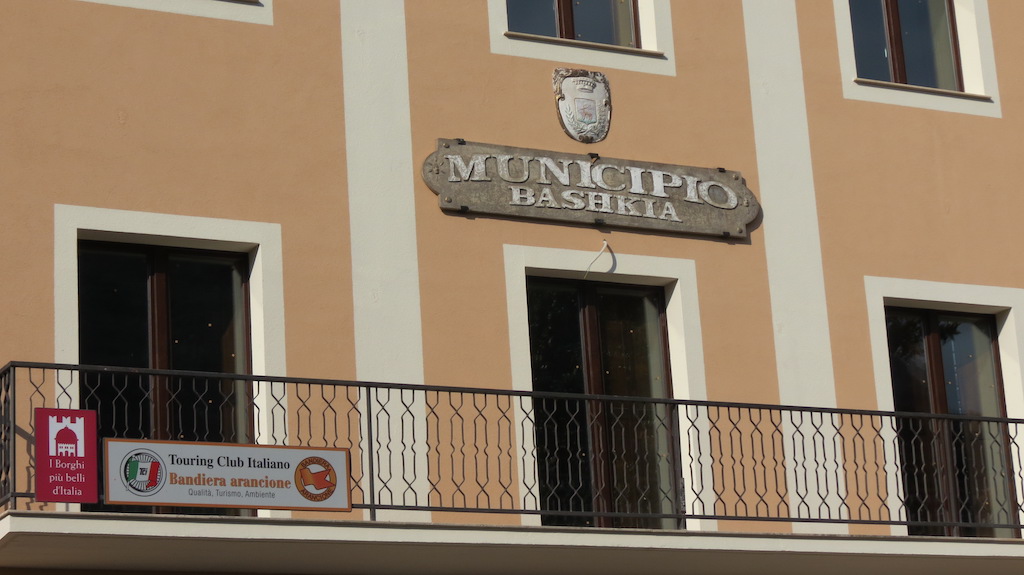 MUNICIPIO
BASHKIA
I Borghi
più belli
d'Italia
Touring Club Italiano
Bandiera arancione
Qualità, Turismo, Ambiente